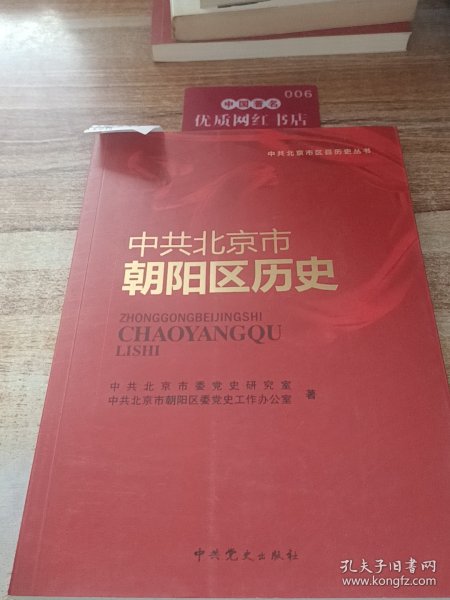 006
中国著名
优质网红书店
中共北京市区县历史丛书
中共北京市
朝阳区历史
ZHONGGONGBEIJINGSHI
CHAOYANGQU
LISHI
中共北京市委党史研究室
中共北京市朝阳区委党史工作办公室 著
中共党史出版社
孔夫子旧书网
www.kongfz.com